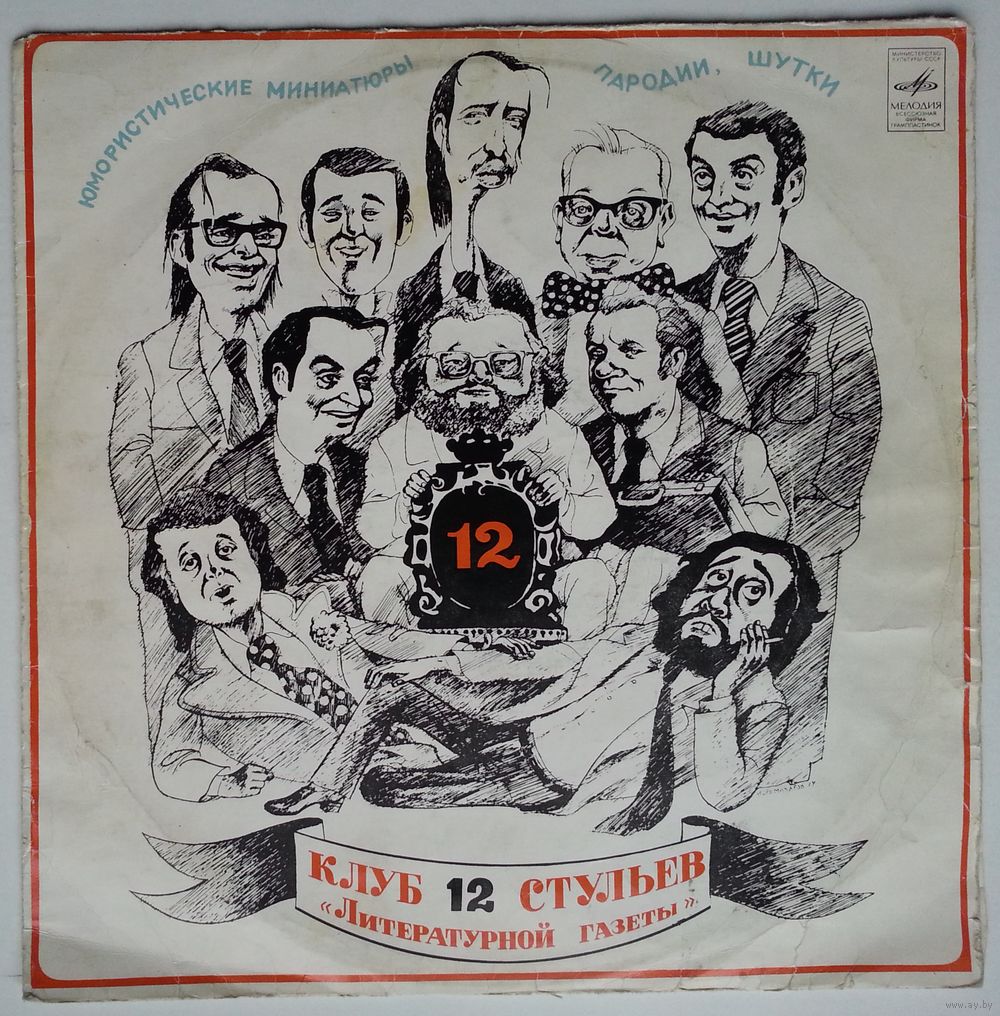 ЮМОРИСТИЧЕСКИЕ МИНИАТЮРЫ ПАРОДИИ, ШУТКИ
МИНИСТЕРСТВО
КУЛЬТУРЫ СССР
МЕЛОДИЯ
ВСЕСОЮЗНАЯ
ФИРМА
ГРАМПЛАСТИНОК
12
КЛУБ 12 СТУЛЬЕВ
«ЛИТЕРАТУРНОЙ ГАЗЕТЫ».
www.ay.by